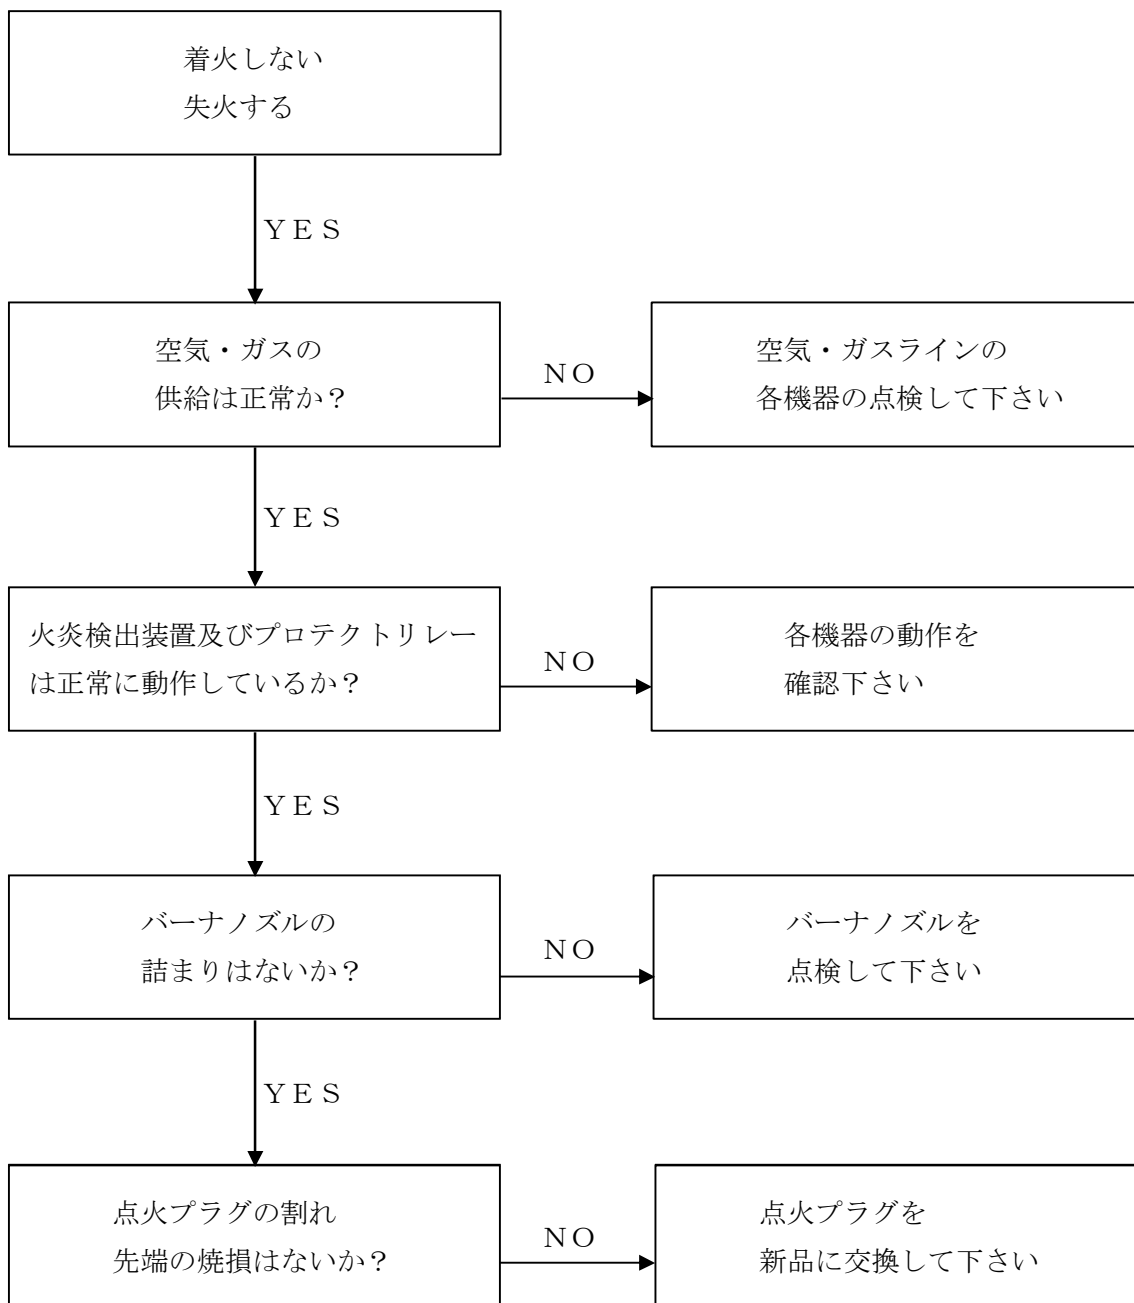 着火しない
失火する
ＹＥＳ
空気・ガスの
供給は正常か？
ＮＯ
空気・ガスラインの
各機器の点検して下さい
ＹＥＳ
火炎検出装置及びプロテクトリレー
は正常に動作しているか？
ＮＯ
各機器の動作を
確認下さい
ＹＥＳ
バーナノズルの
詰まりはないか？
ＮＯ
バーナノズルを
点検して下さい
ＹＥＳ
点火プラグの割れ
先端の焼損はないか？
ＮＯ
点火プラグを
新品に交換して下さい